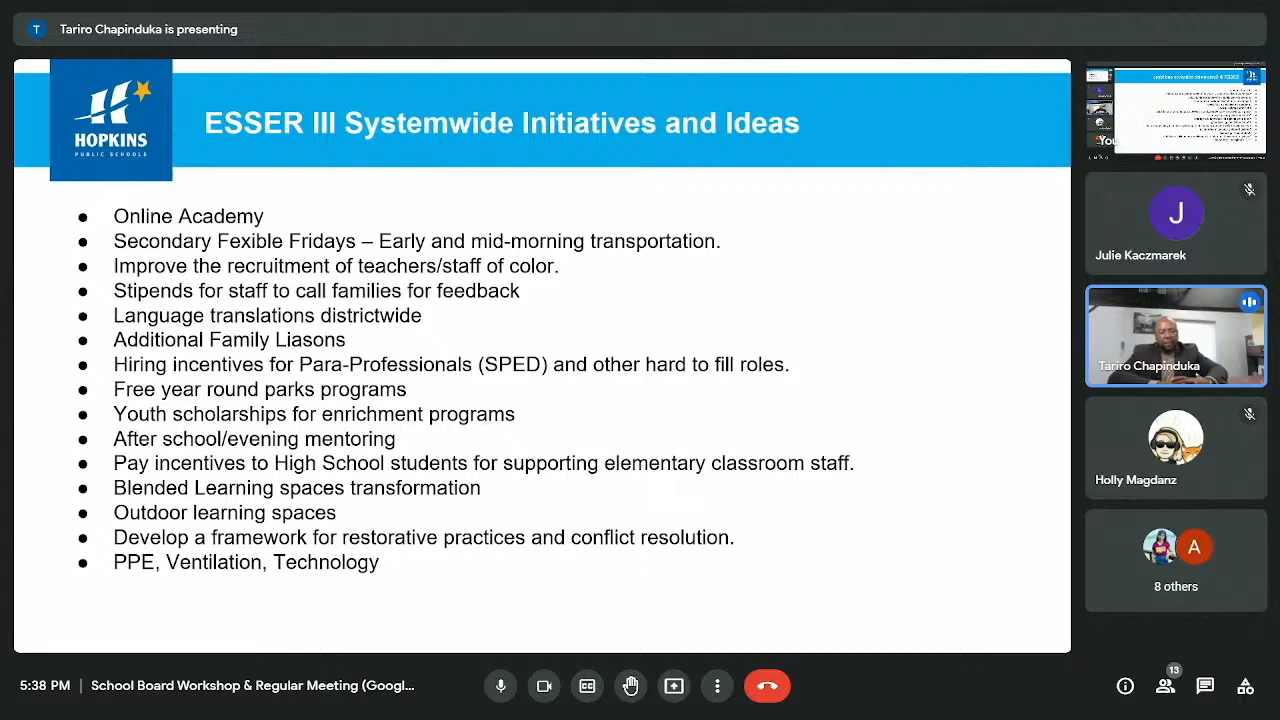 T Tariro Chapinduka is presenting
HOPKINS
PUBLIC SCHOOLS
ESSER III Systemwide Initiatives and Ideas
● Online Academy
● Secondary Fexible Fridays – Early and mid-morning transportation.
● Improve the recruitment of teachers/staff of color.
● Stipends for staff to call families for feedback
● Language translations districtwide
● Additional Family Liasons
● Hiring incentives for Para-Professionals (SPED) and other hard to fill roles.
● Free year round parks programs
● Youth scholarships for enrichment programs
● After school/evening mentoring
● Pay incentives to High School students for supporting elementary classroom staff.
● Blended Learning spaces transformation
● Outdoor learning spaces
● Develop a framework for restorative practices and conflict resolution.
● PPE, Ventilation, Technology
You
J
Julie Kaczmarek
Tariro Chapinduka
Holly Magdanz
A
8 others
5:38 PM | School Board Workshop & Regular Meeting (Googl...
CC
13